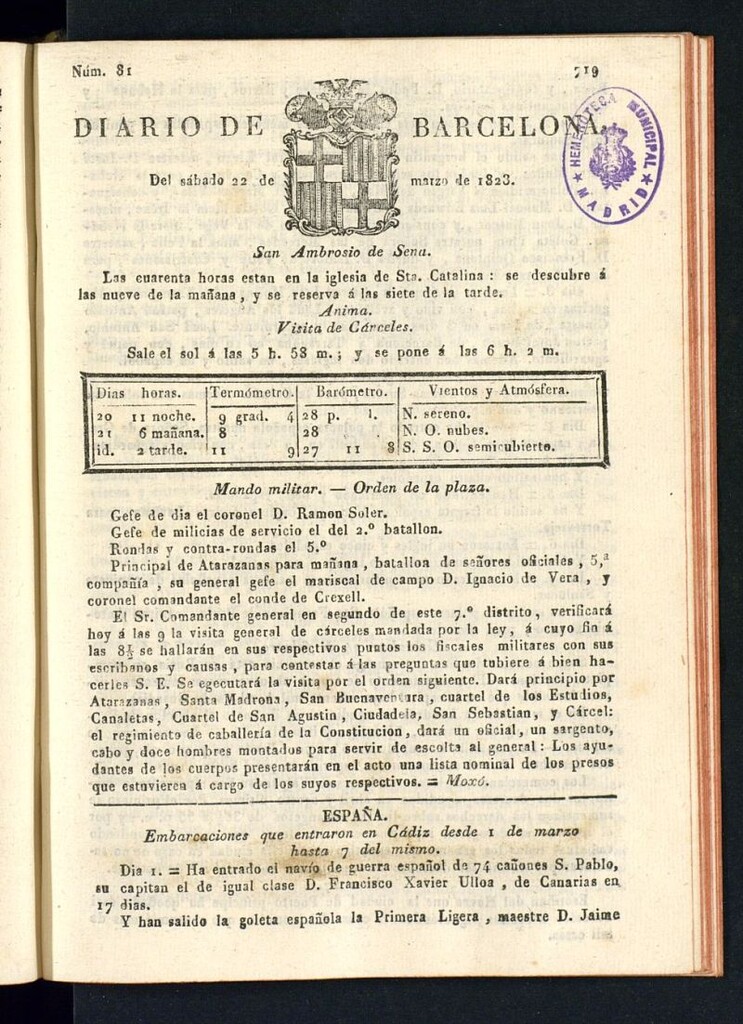 Núm. 81 719
DIARIO DE BARCELONA,
HEMEROTECA MUNICIPAL
★ MADRID ★
Del sábado 22 de marzo de 1823.
San Ambrosio de Sena.
Las cuarenta horas estan en la iglesia de Sta. Catalina : se descubre á
las nueve de la mañana , y se reserva á las siete de la tarde.
Anima.
Visita de Cárceles.
Sale el sol á las 5 h. 58 m. ; y se pone á las 6 h. 2 m.
Dias horas. Termómetro. Barómetro. Vientos y Atmósfera.
20 11 noche. 9 grad. 4 28 p. l. N. sereno.
21 6 mañana. 8 28 N. O. nubes.
id. 2 tarde. 11 9 27 11 8 S. S. O. semicubierto.
Mando militar. — Orden de la plaza.
Gefe de dia el coronel D. Ramon Soler.
Gefe de milicias de servicio el del 2.º batallon.
Rondas y contra-rondas el 5.º
Principal de Atarazanas para mañana , batallon de señores oficiales , 5.ª
compañía , su general gefe el mariscal de campo D. Ignacio de Vera , y
coronel comandante el conde de Crexell.
El Sr. Comandante general en segundo de este 7.º distrito, verificará
hoy á las 9 la visita general de cárceles mandada por la ley, á cuyo fin á
las 8½ se hallarán en sus respectivos puntos los fiscales militares con sus
escribanos y causas , para contestar á las preguntas que tubiere á bien ha-
cerles S. E. Se egecutará la visita por el orden siguiente. Dará principio por
Atarazanas, Santa Madrona, San Buenaventura , cuartel de los Estudios,
Canaletas, Cuartel de San Agustin , Ciudadela, San Sebastian, y Cárcel:
el regimiento de caballería de la Constitucion, dará un oficial, un sargento,
cabo y doce hombres montados para servir de escolta al general : Los ayu-
dantes de los cuerpos presentarán en el acto una lista nominal de los presos
que estuvieren á cargo de los suyos respectivos. = Moxó.
ESPAÑA.
Embarcaciones que entraron en Cádiz desde 1 de marzo
hasta 7 del mismo.
Dia 1. = Ha entrado el navío de guerra español de 74 cañones S. Pablo,
su capitan el de igual clase D. Francisco Xavier Ulloa , de Canarias en
17 dias.
Y han salido la goleta española la Primera Ligera , maestre D. Jaime